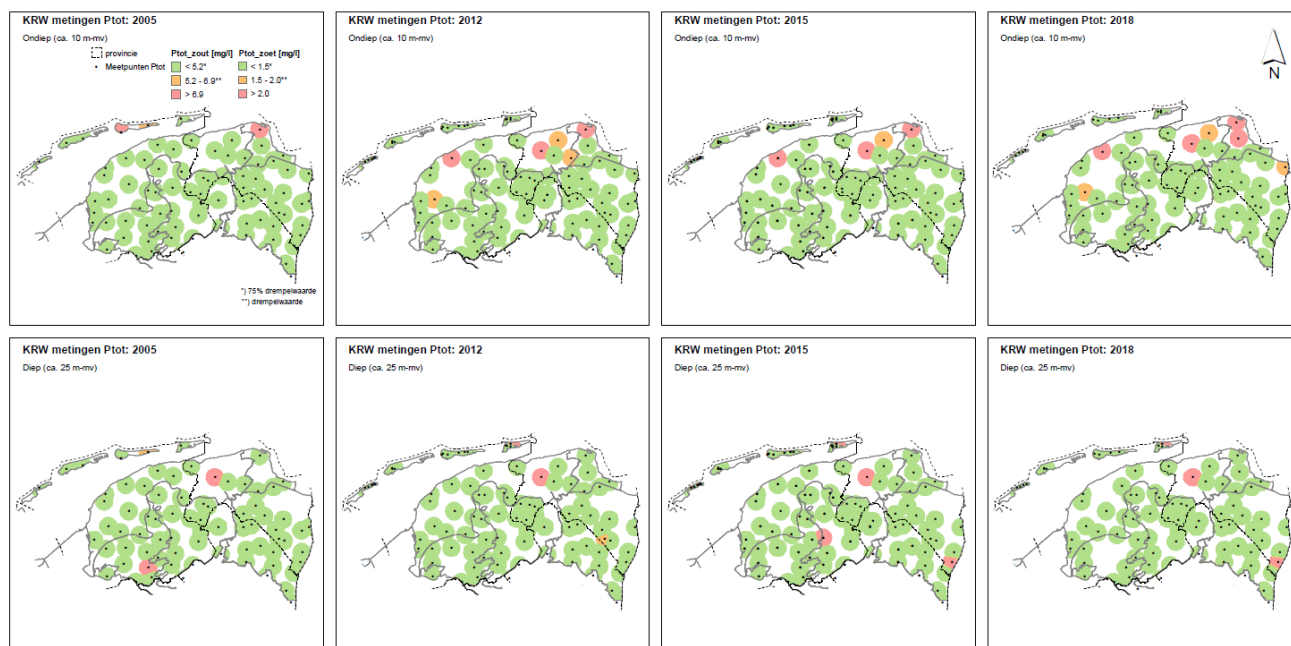 KRW metingen Ptot: 2005
Ondiep (ca. 10 m-mv)
provincie
Meetpunten Ptot
Ptot_zout [mg/l]
< 5.2*
5.2 - 6.9**
> 6.9
Ptot_zoet [mg/l]
< 1.5*
1.5 - 2.0**
> 2.0
*) 75% drempelwaarde
**) drempelwaarde
KRW metingen Ptot: 2012
Ondiep (ca. 10 m-mv)
KRW metingen Ptot: 2015
Ondiep (ca. 10 m-mv)
KRW metingen Ptot: 2018
Ondiep (ca. 10 m-mv)
N
KRW metingen Ptot: 2005
Diep (ca. 25 m-mv)
KRW metingen Ptot: 2012
Diep (ca. 25 m-mv)
KRW metingen Ptot: 2015
Diep (ca. 25 m-mv)
KRW metingen Ptot: 2018
Diep (ca. 25 m-mv)